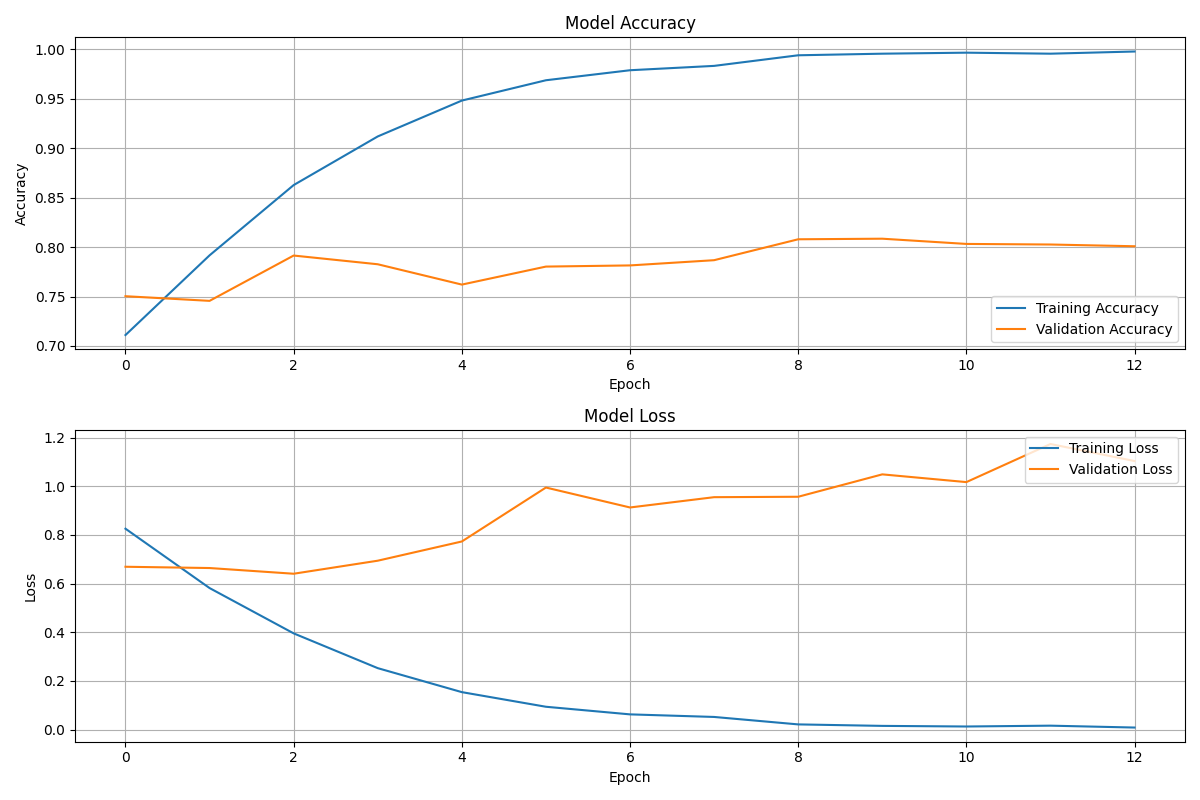 Model Accuracy
1.00
0.95
0.90
0.85
0.80
0.75
0.70
Accuracy
Training Accuracy
Validation Accuracy
0 2 4 6 8 10 12
Epoch
Model Loss
1.2
1.0
0.8
0.6
0.4
0.2
0.0
Loss
Training Loss
Validation Loss
0 2 4 6 8 10 12
Epoch